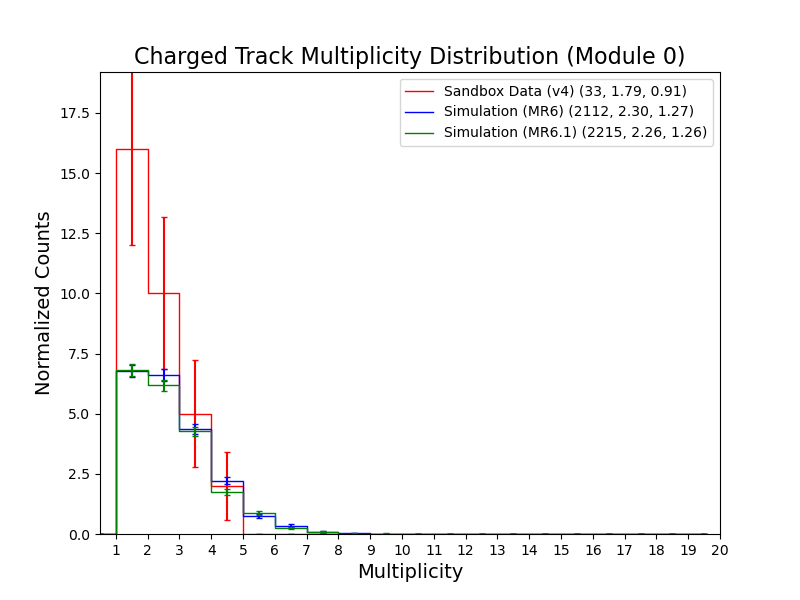 Charged Track Multiplicity Distribution (Module 0)
Sandbox Data (v4) (33, 1.79, 0.91)
Simulation (MR6) (2112, 2.30, 1.27)
Simulation (MR6.1) (2215, 2.26, 1.26)
Normalized Counts
17.5
15.0
12.5
10.0
7.5
5.0
2.5
0.0
1 2 3 4 5 6 7 8 9 10 11 12 13 14 15 16 17 18 19 20
Multiplicity